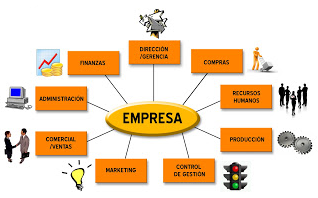 DIRECCIÓN
/GERENCIA
FINANZAS
COMPRAS
ADMINISTRACIÓN
RECURSOS
HUMANOS
EMPRESA
COMERCIAL
/VENTAS
PRODUCCIÓN
MARKETING
CONTROL
DE GESTIÓN